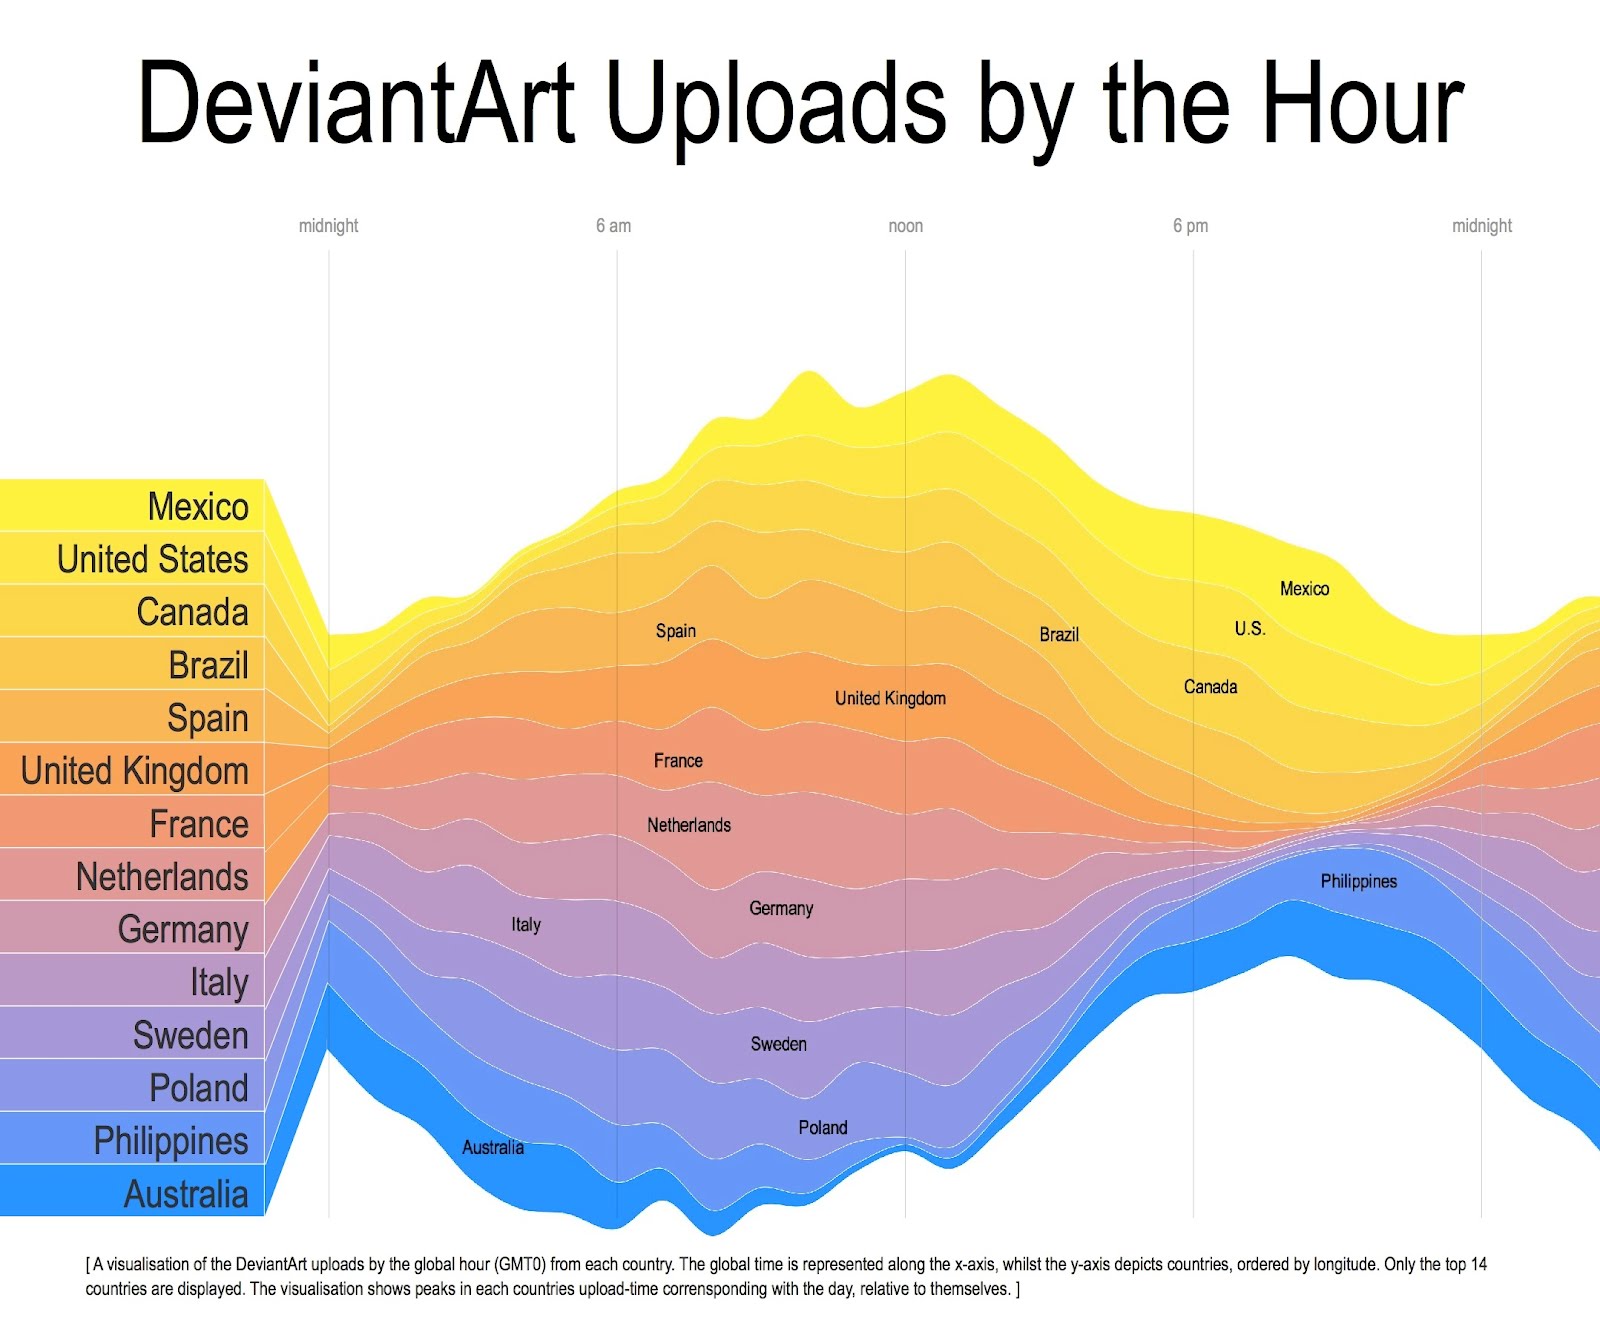 DeviantArt Uploads by the Hour
midnight 6 am noon 6 pm midnight
Mexico
United States
Canada
Brazil
Spain
United Kingdom
France
Netherlands
Germany
Italy
Sweden
Poland
Philippines
Australia
Mexico
U.S.
Spain
Brazil
Canada
United Kingdom
France
Netherlands
Philippines
Germany
Italy
Sweden
Poland
Australia
[ A visualisation of the DeviantArt uploads by the global hour (GMT0) from each country. The global time is represented along the x-axis, whilst the y-axis depicts countries, ordered by longitude. Only the top 14
countries are displayed. The visualisation shows peaks in each countries upload-time corrensponding with the day, relative to themselves. ]